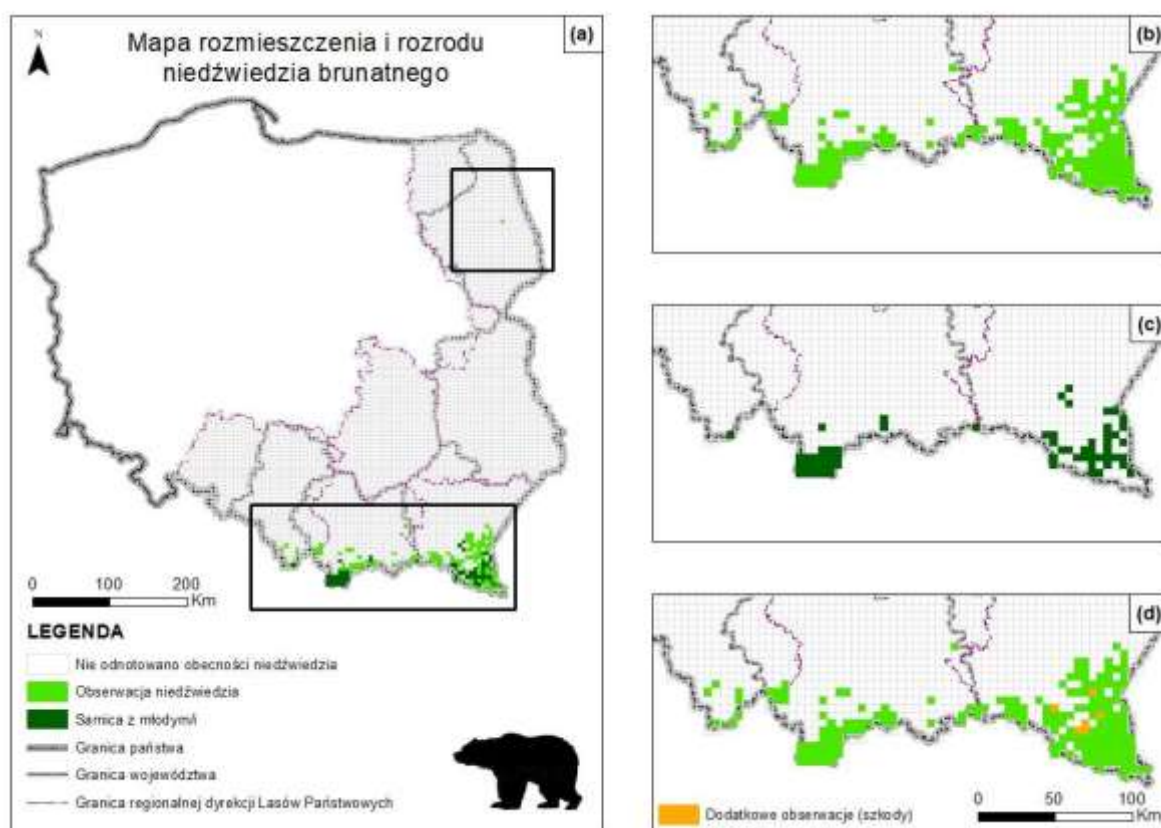 (a)
N
Mapa rozmieszczenia i rozrodu
niedźwiedzia brunatnego
0 100 200
Km
LEGENDA
Nie odnotowano obecności niedźwiedzia
Obserwacja niedźwiedzia
Samica z młodym/i
Granica państwa
Granica województwa
Granica regionalnej dyrekcji Lasów Państwowych
(b)
(c)
(d)
Dodatkowe obserwacje (szkody)
0 50 100
Km